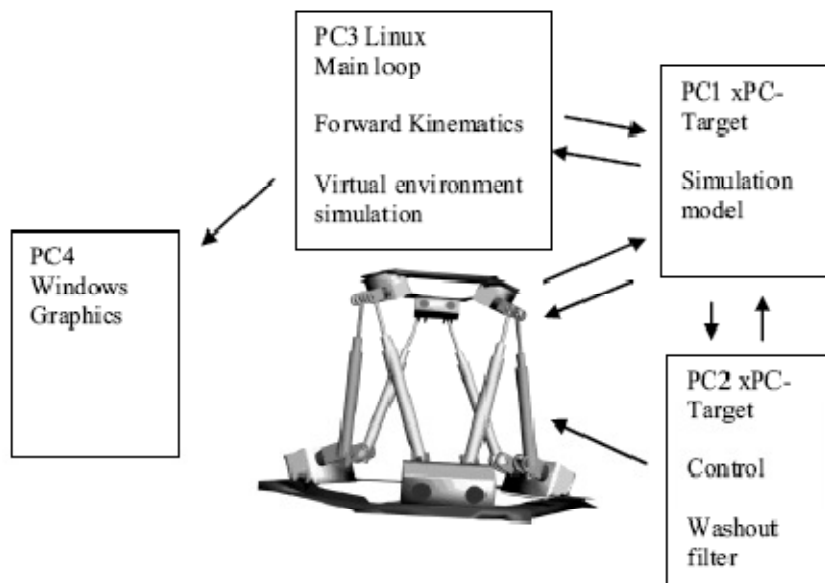 PC3 Linux
Main loop
Forward Kinematics
Virtual environment
simulation
PC1 xPC-
Target
Simulation
model
PC4
Windows
Graphics
PC2 xPC-
Target
Control
Washout
filter